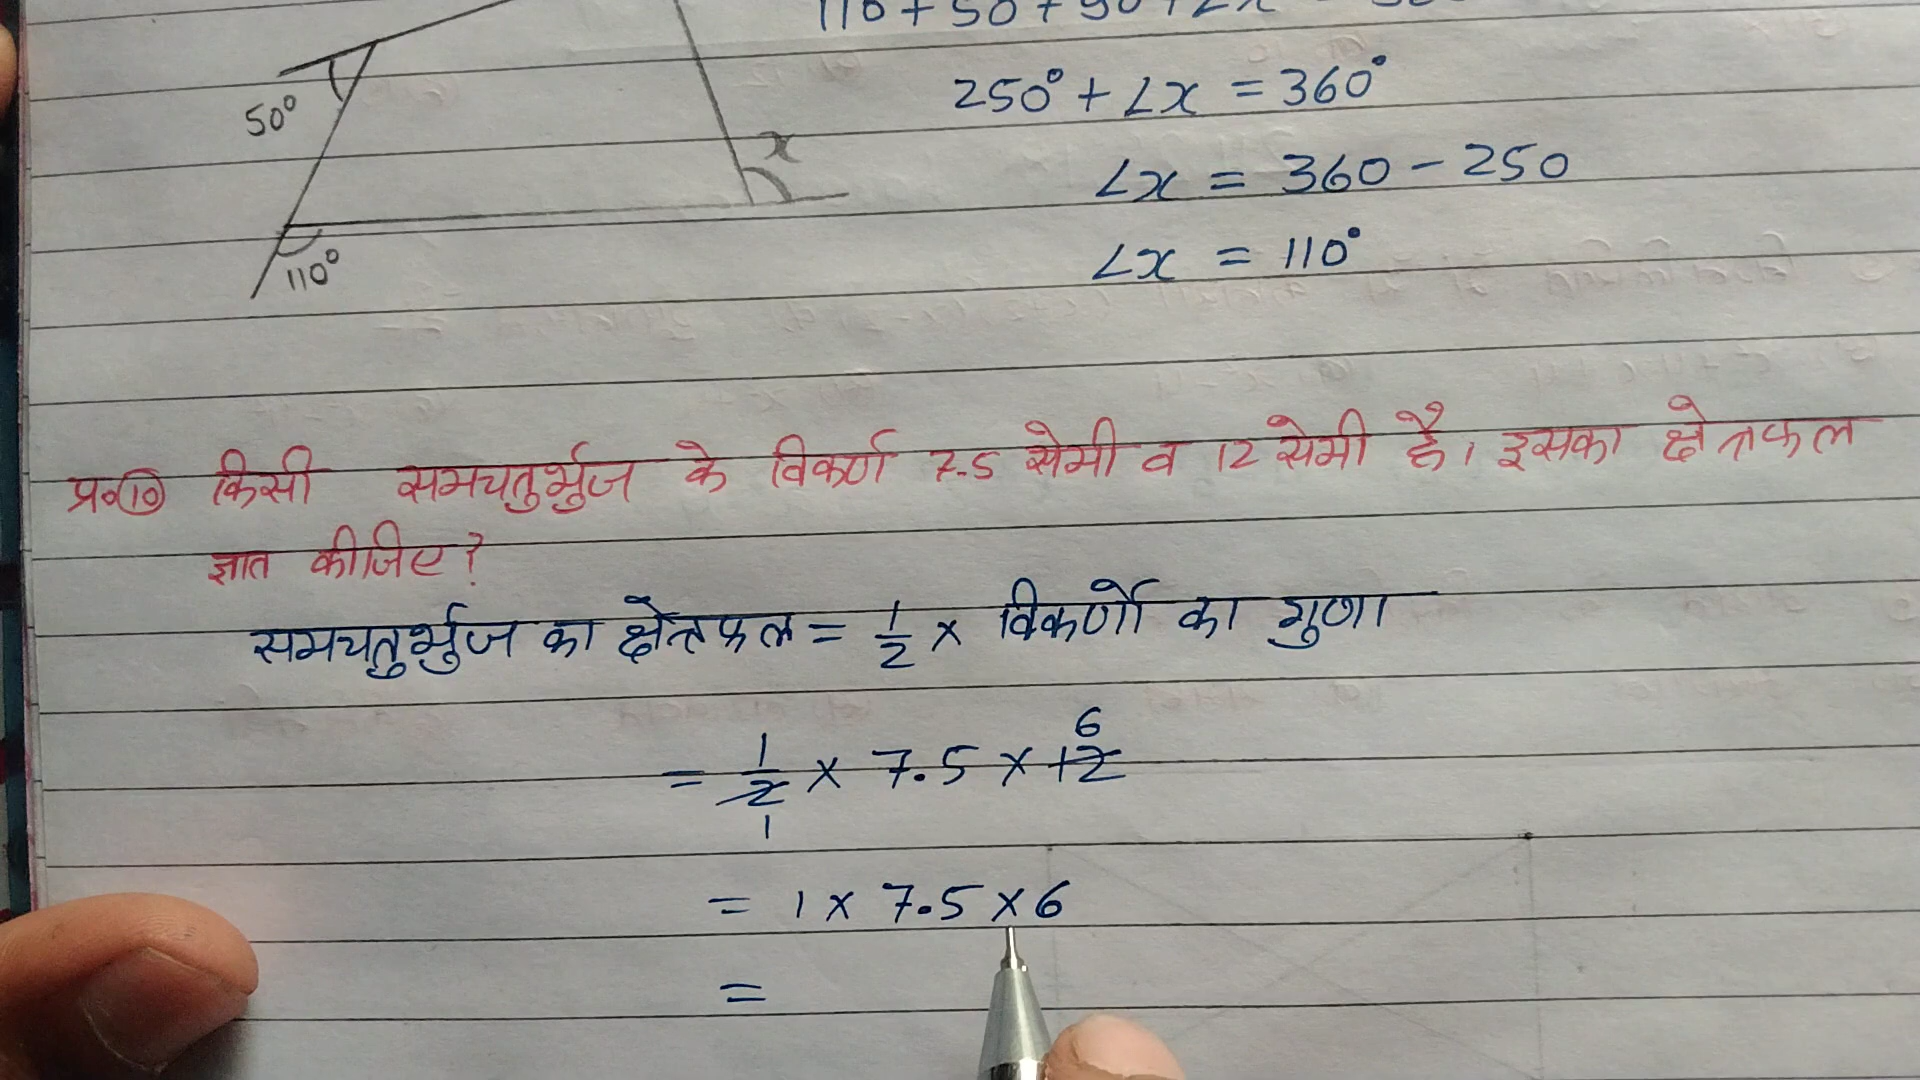 250° + ∠x = 360°
50°
x
∠x = 360 - 250
∠x = 110°
110°
प्र०⑩ किसी समचतुर्भुज के विकर्ण 7.5 सेमी व 12 सेमी है। इसका क्षेत्रफल
ज्ञात कीजिए?
समचतुर्भुज का क्षेत्रफल = 1/2 × विकर्णो का गुणा
6
= 1/2 × 7.5 × 12
1
= 1 × 7.5 × 6
=